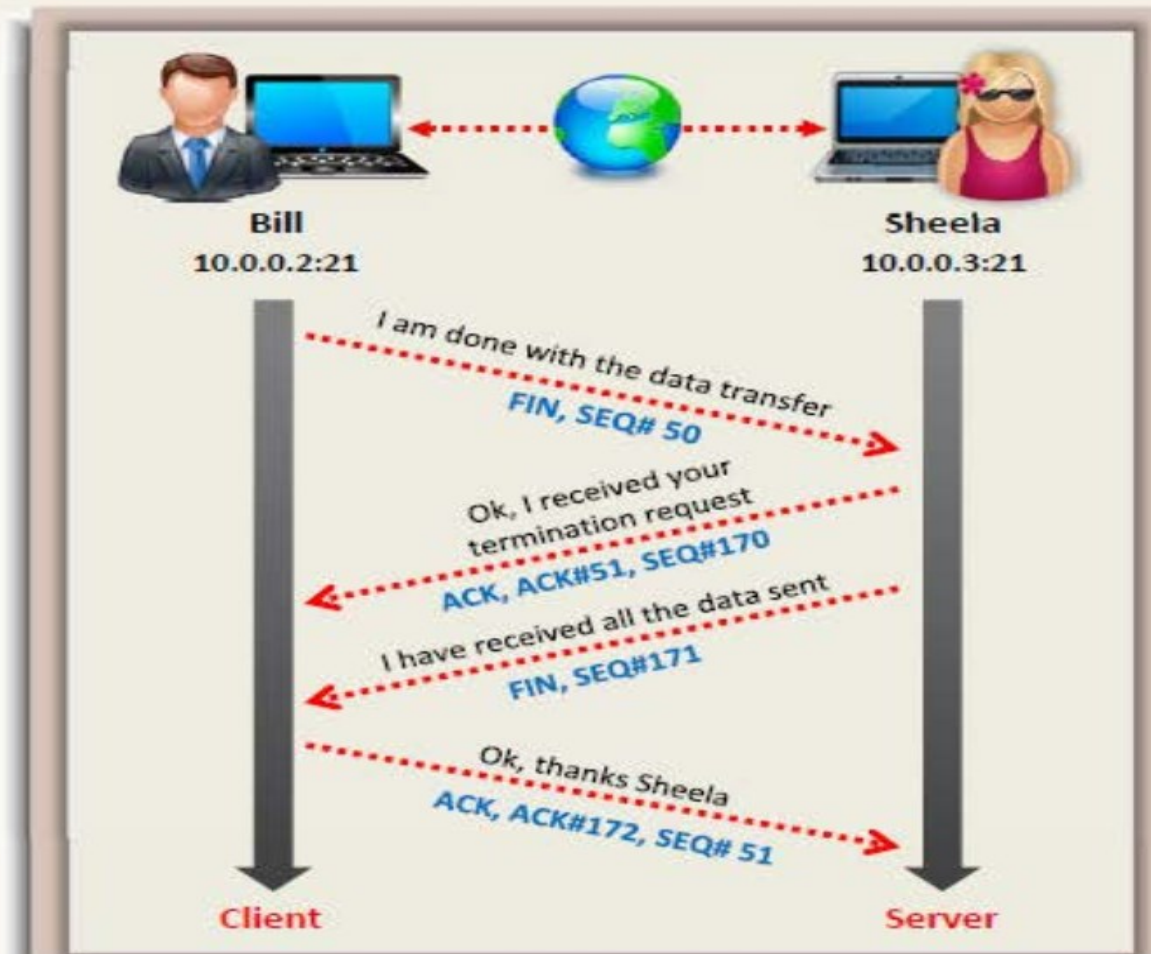 Bill
10.0.0.2:21
Sheela
10.0.0.3:21
I am done with the data transfer
FIN, SEQ# 50
Ok, I received your
termination request
ACK, ACK#51, SEQ#170
I have received all the data sent
FIN, SEQ#171
Ok, thanks Sheela
ACK, ACK#172, SEQ# 51
Client
Server